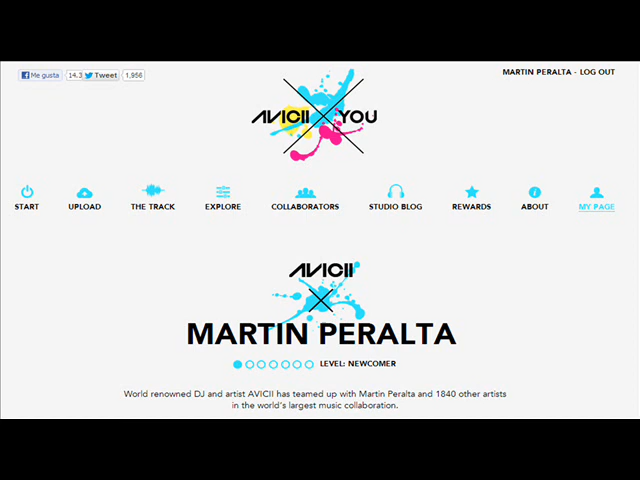 Me gusta
14.3
Tweet
1,956
MARTIN PERALTA - LOG OUT
AVICII X YOU
START
UPLOAD
THE TRACK
EXPLORE
COLLABORATORS
STUDIO BLOG
REWARDS
ABOUT
MY PAGE
AVICII
X
MARTIN PERALTA
LEVEL: NEWCOMER
World renowned DJ and artist AVICII has teamed up with Martin Peralta and 1840 other artists
in the world's largest music collaboration.